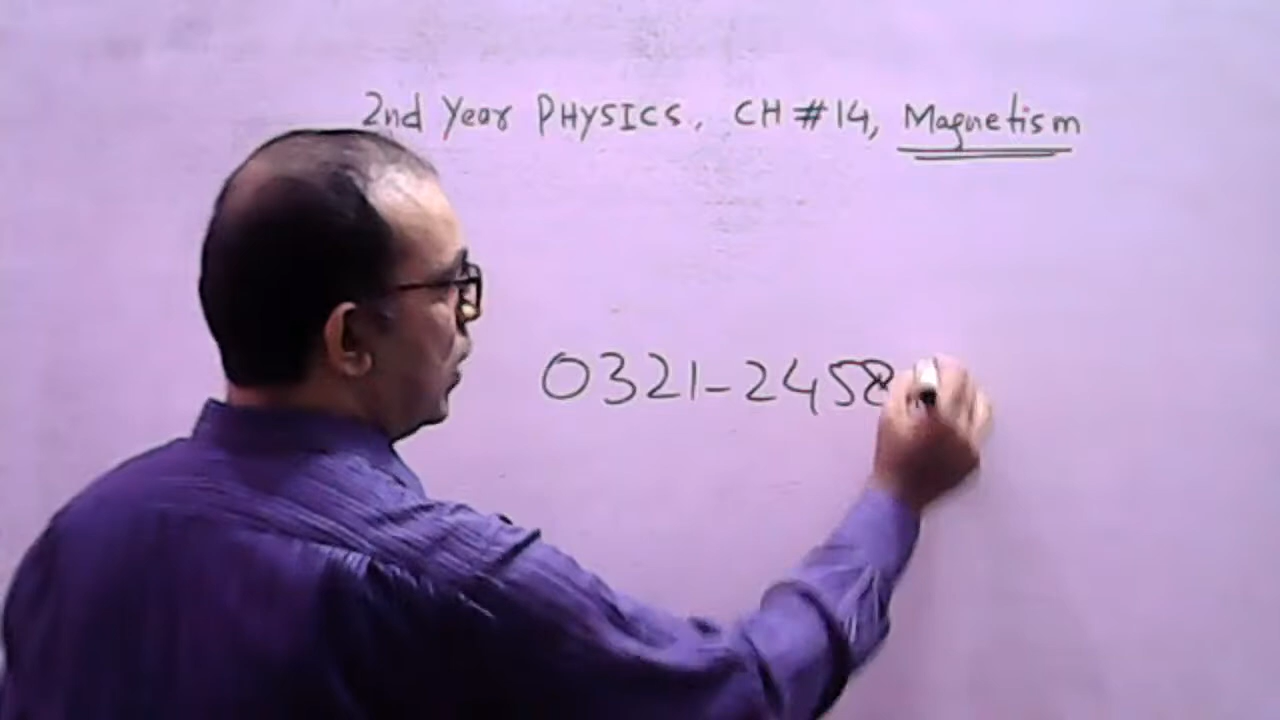 2nd Year PHYSICS, CH # 14, Magnetism
0321-2458